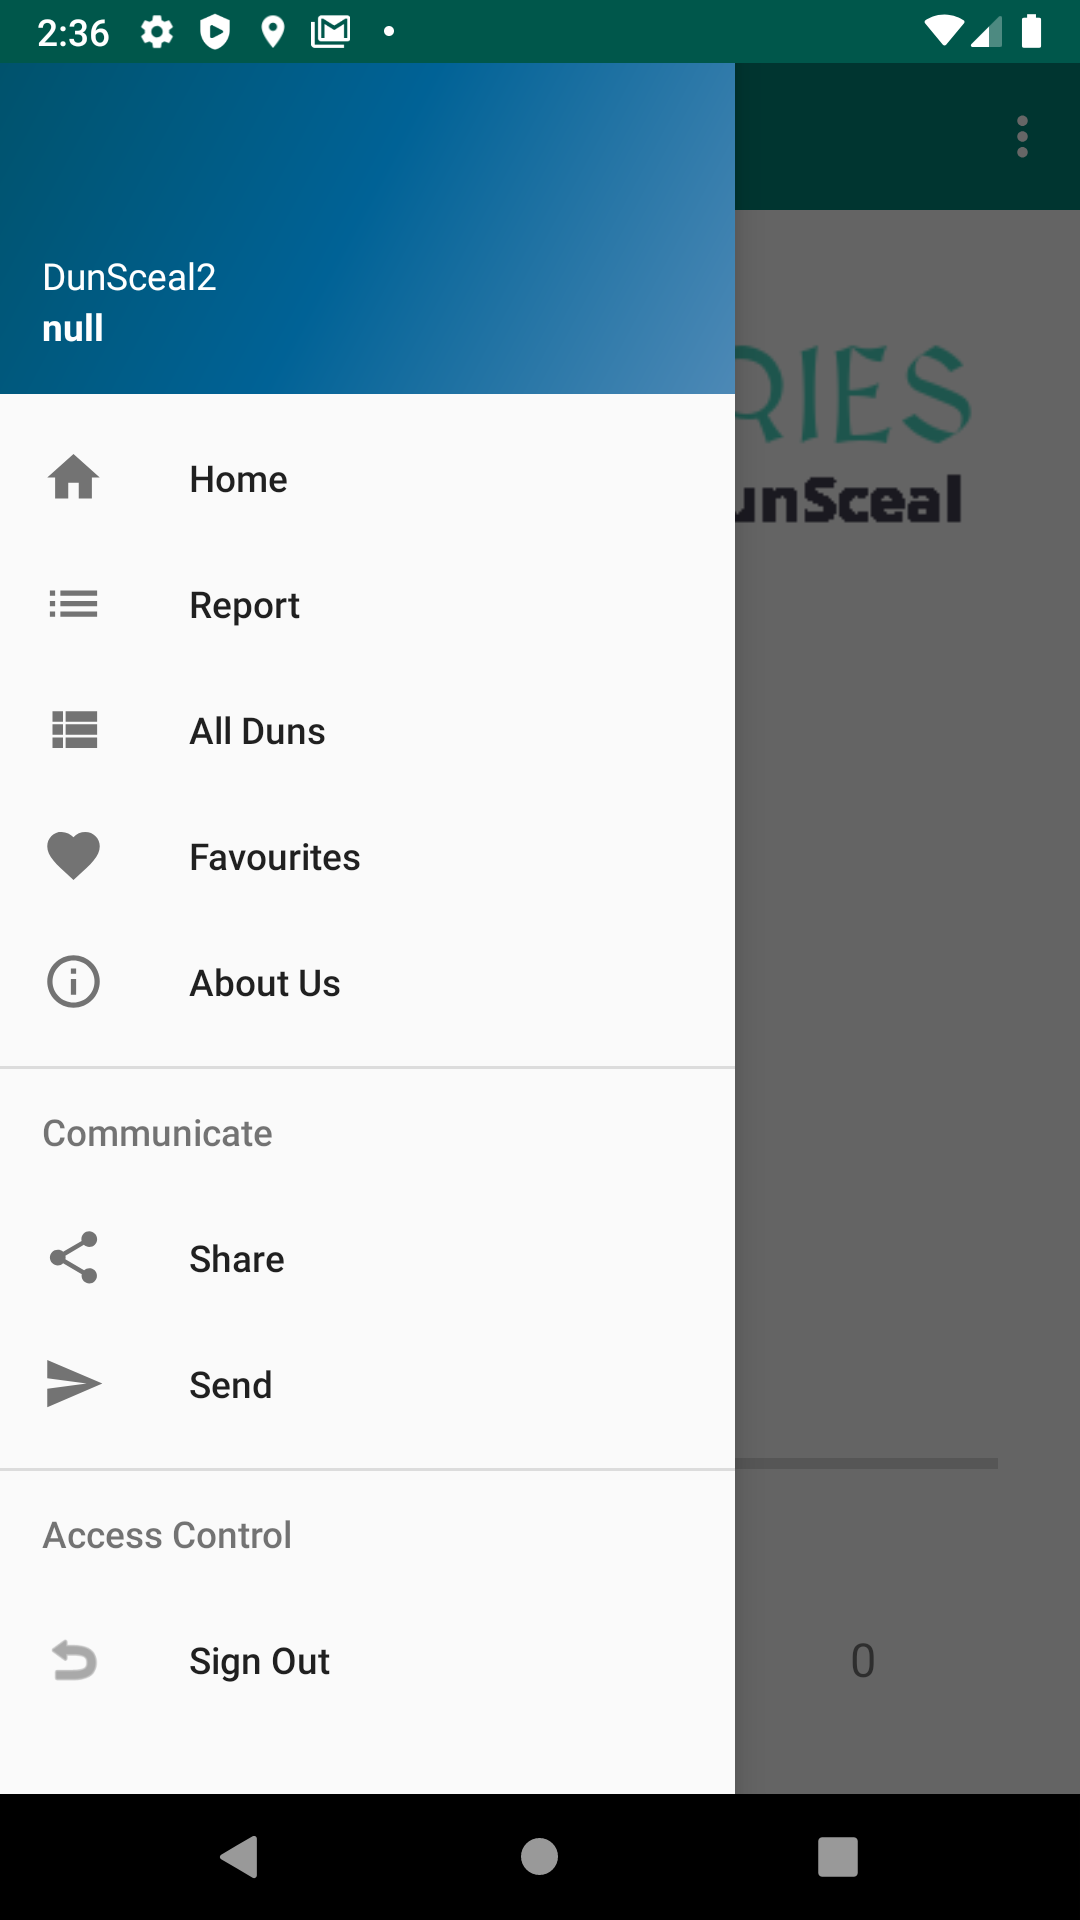 2:36
DunSceal2
null
RIES
unSceal
Home
Report
All Duns
Favourites
About Us
Communicate
Share
Send
Access Control
Sign Out
0